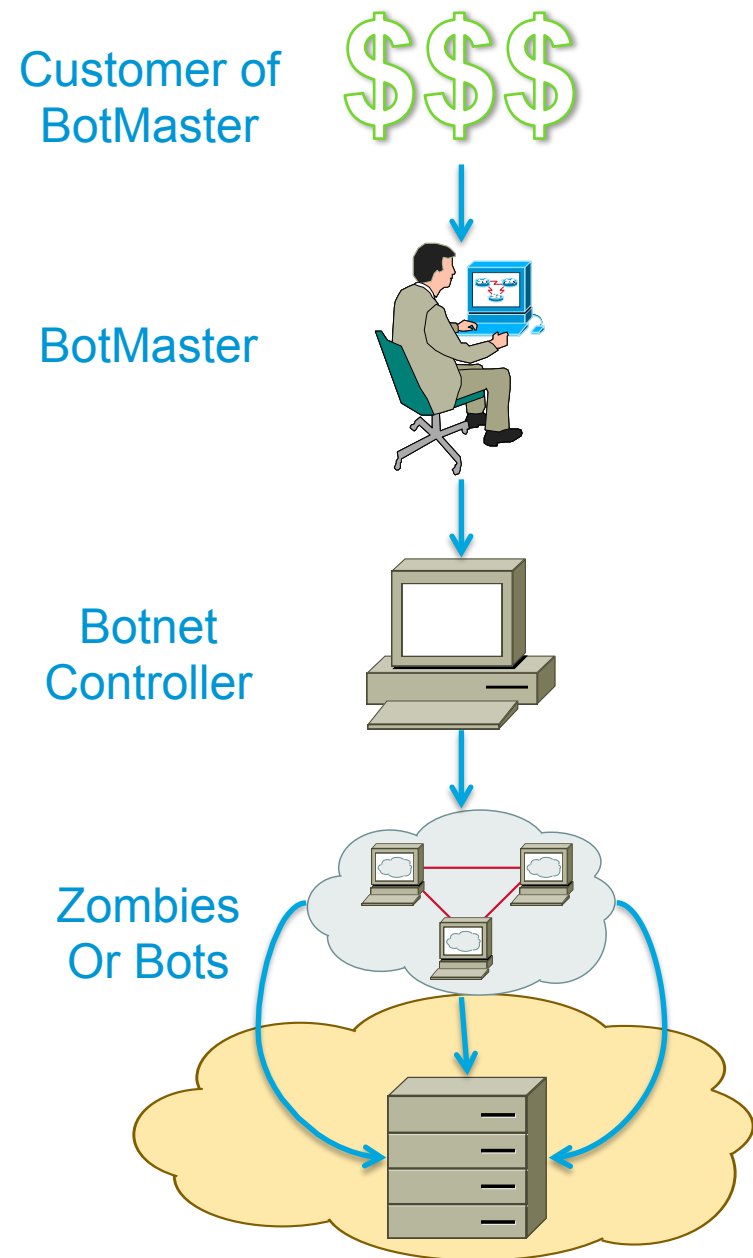 Customer of
BotMaster
$$$
BotMaster
Botnet
Controller
Zombies
Or Bots